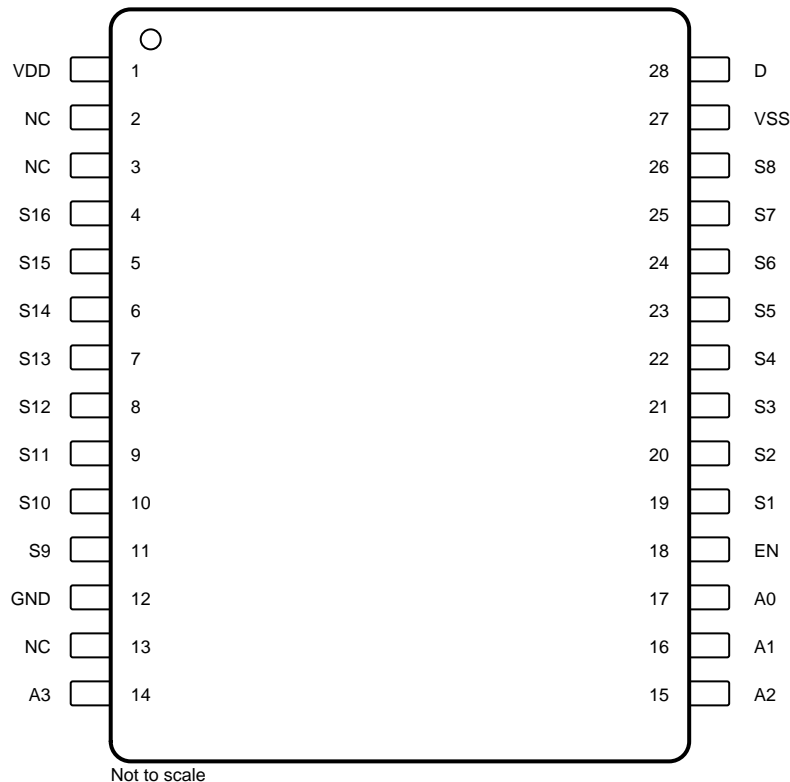 VDD 1 28 D
NC 2 27 VSS
NC 3 26 S8
S16 4 25 S7
S15 5 24 S6
S14 6 23 S5
S13 7 22 S4
S12 8 21 S3
S11 9 20 S2
S10 10 19 S1
S9 11 18 EN
GND 12 17 A0
NC 13 16 A1
A3 14 15 A2
Not to scale